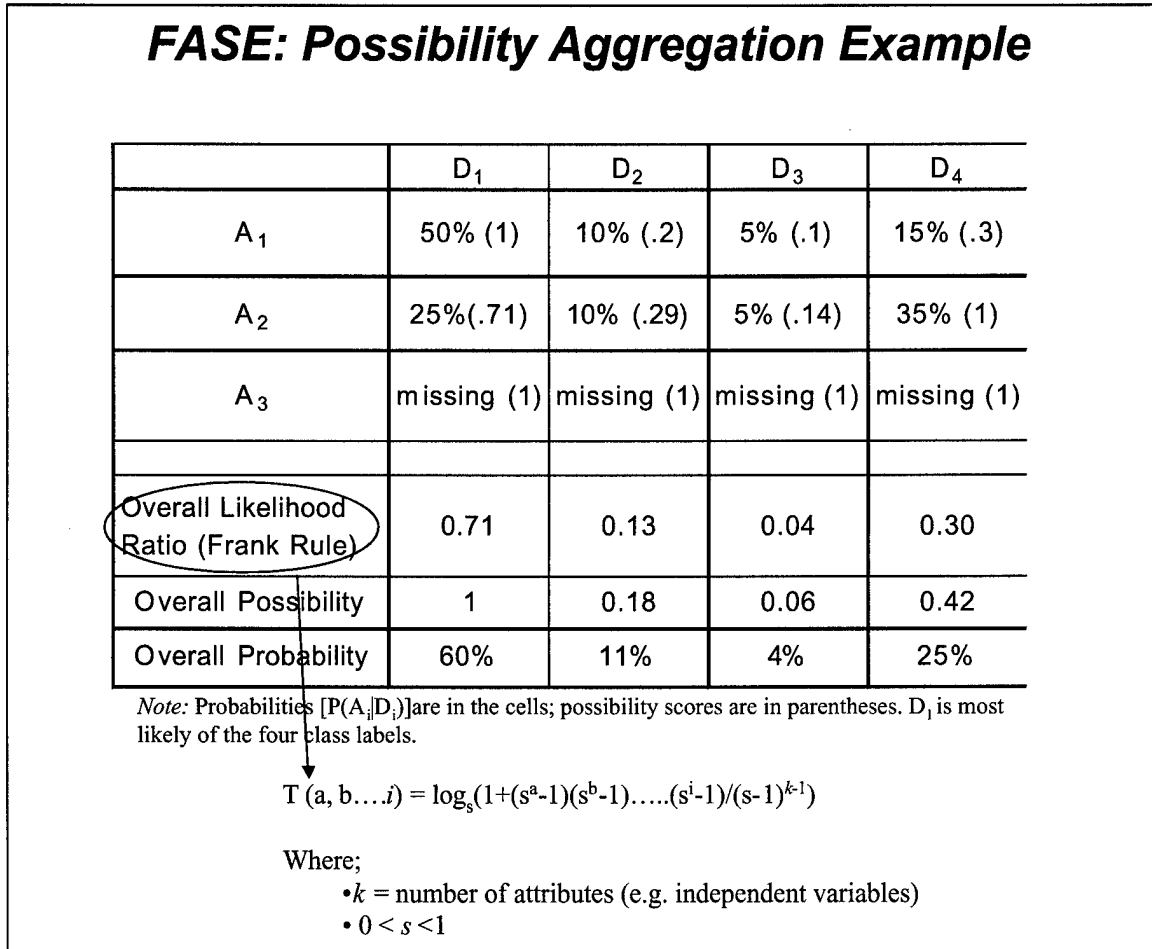 FASE: Possibility Aggregation Example
D₁ D₂ D₃ D₄
A₁ 50% (1) 10% (.2) 5% (.1) 15% (.3)
A₂ 25%(.71) 10% (.29) 5% (.14) 35% (1)
A₃ missing (1) missing (1) missing (1) missing (1)
Overall Likelihood
Ratio (Frank Rule) 0.71 0.13 0.04 0.30
Overall Possibility 1 0.18 0.06 0.42
Overall Probability 60% 11% 4% 25%
Note: Probabilities [P(Aᵢ|Dᵢ)]are in the cells; possibility scores are in parentheses. D₁ is most
likely of the four class labels.
T (a, b….i) = logₛ(1+(sᵃ-1)(sᵇ-1)…..(sⁱ-1)/(s-1)ᵏ⁻¹)
Where;
•k = number of attributes (e.g. independent variables)
• 0 < s <1